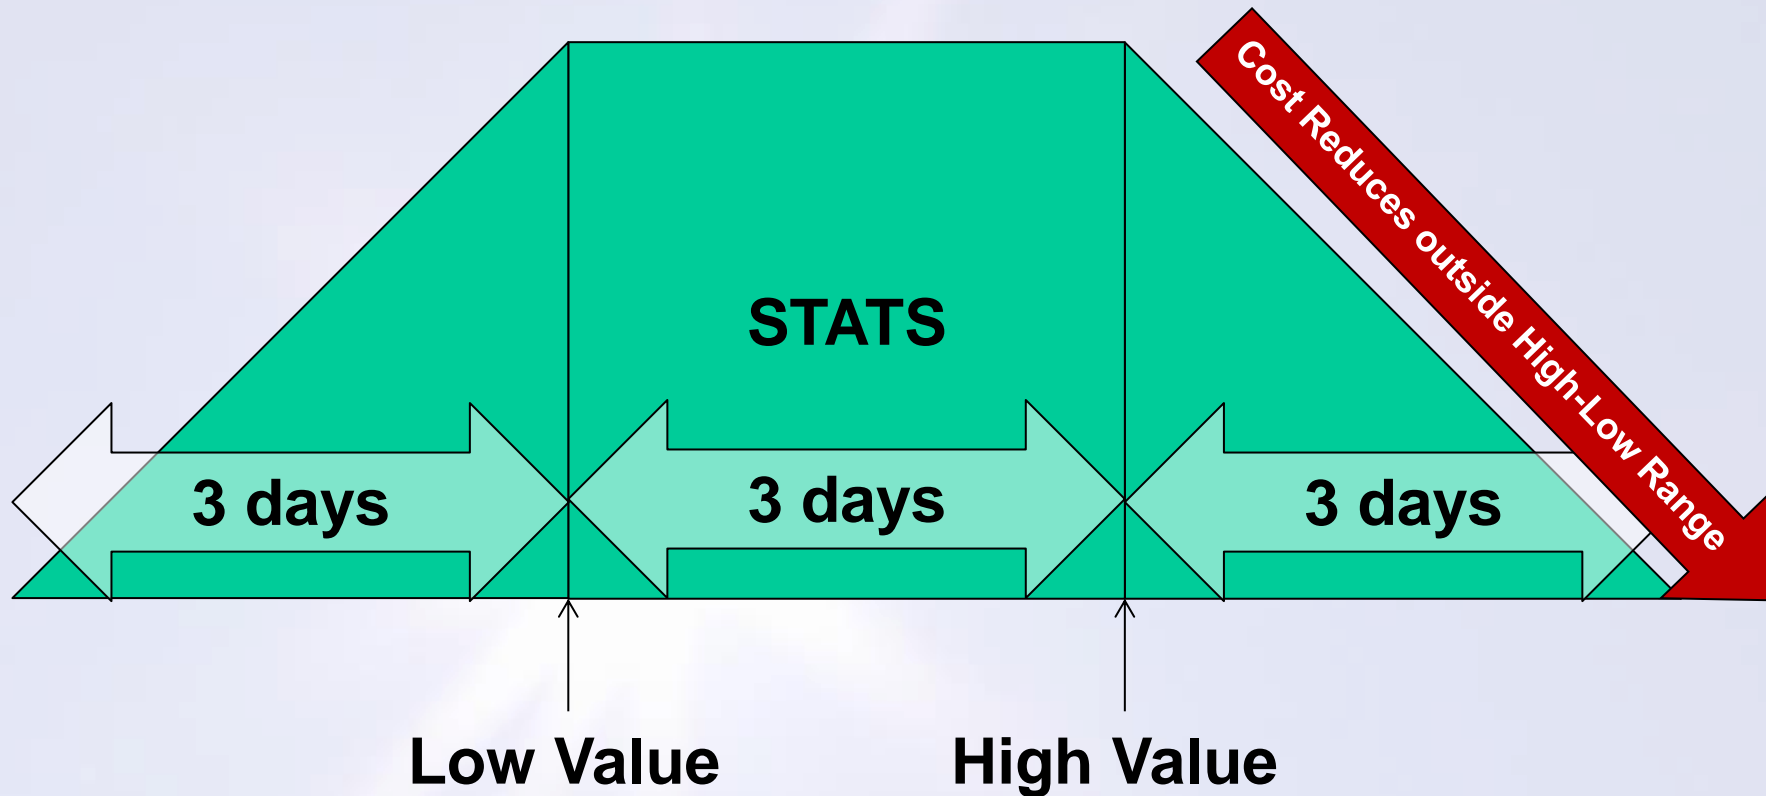 Cost Reduces outside High-Low Range
STATS
3 days
3 days
3 days
Low Value
High Value